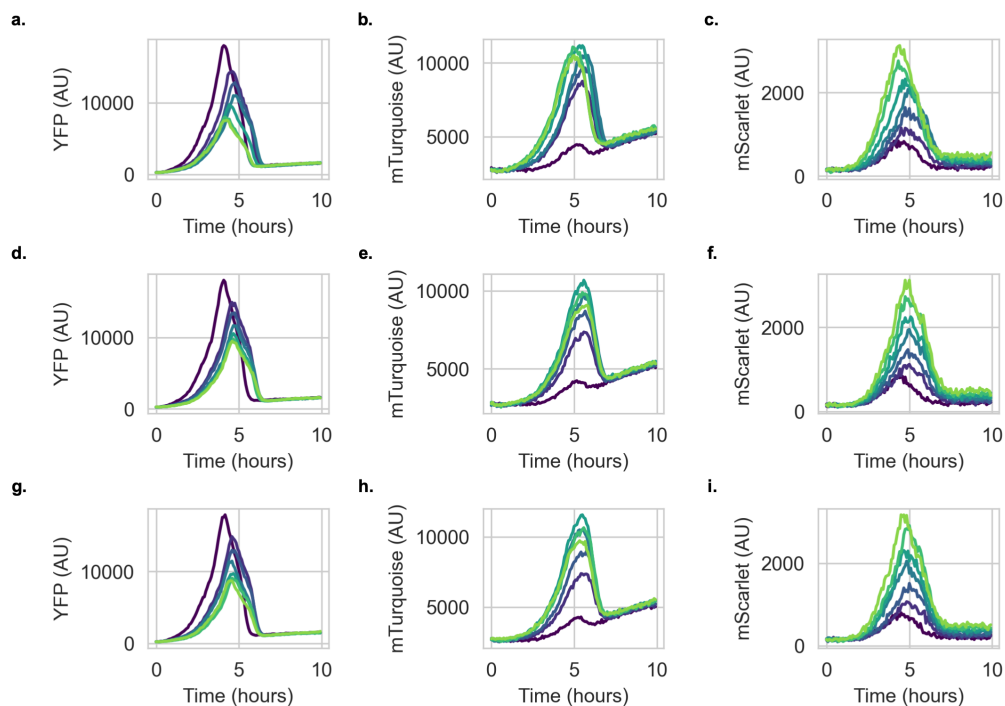 a.
YFP (AU)
10000
0
0
5
10
Time (hours)
b.
mTurquoise (AU)
10000
5000
0
5
10
Time (hours)
c.
mScarlet (AU)
2000
0
0
5
10
Time (hours)
d.
YFP (AU)
10000
0
0
5
10
Time (hours)
e.
mTurquoise (AU)
10000
5000
0
5
10
Time (hours)
f.
mScarlet (AU)
2000
0
0
5
10
Time (hours)
g.
YFP (AU)
10000
0
0
5
10
Time (hours)
h.
mTurquoise (AU)
10000
5000
0
5
10
Time (hours)
i.
mScarlet (AU)
2000
0
0
5
10
Time (hours)